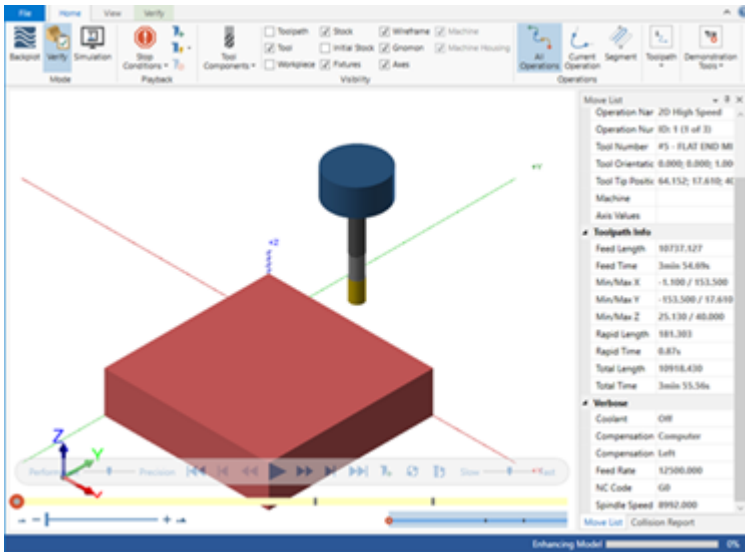 File Home View Verify
Backplot Verify Simulation
Mode
Stop Conditions
Playback
Tool Components
Toolpath Stock Wireframe Machine
Tool Initial Stock Gnomon Machine Housing
Workpiece Fixtures Axes
Visibility
All Operations Current Operation Segment
Operations
Toolpath
Demonstration Tools
Move List
Operation Nar 2D High Speed
Operation Nur ID: 1 (1 of 3)
Tool Number #5 - FLAT END MI
Tool Orientatic 0.000; 0.000; 1.00
Tool Tip Positic 64.152; 17.610; 40
Machine
Axis Values
Toolpath Info
Feed Length 10737.127
Feed Time 3min 54.69s
Min/Max X -1.100 / 153.500
Min/Max Y -153.500 / 17.610
Min/Max Z 25.130 / 40.000
Rapid Length 181.303
Rapid Time 0.87s
Total Length 10918.430
Total Time 3min 55.56s
Verbose
Coolant Off
Compensation Computer
Compensation Left
Feed Rate 12500.000
NC Code G0
Spindle Speed 8992.000
Move List Collision Report
+Y
+Z
Z
Y
Perform Precision Slow Fast
Enhancing Model 0%